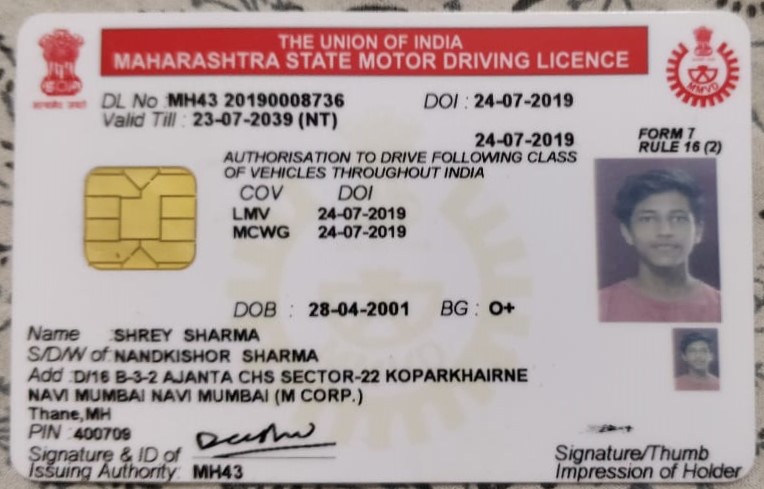 THE UNION OF INDIA
MAHARASHTRA STATE MOTOR DRIVING LICENCE
DL No : MH43 20190008736 DOI : 24-07-2019
Valid Till : 23-07-2039 (NT)
24-07-2019
FORM 7
RULE 16 (2)
AUTHORISATION TO DRIVE FOLLOWING CLASS
OF VEHICLES THROUGHOUT INDIA
COV DOI
LMV 24-07-2019
MCWG 24-07-2019
DOB : 28-04-2001 BG : O+
Name :SHREY SHARMA
S/D/W of :NANDKISHOR SHARMA
Add :D/16 B-3-2 AJANTA CHS SECTOR-22 KOPARKHAIRNE
NAVI MUMBAI NAVI MUMBAI (M CORP.)
Thane,MH
PIN :400709
Signature & ID of
Issuing Authority: MH43
Signature/Thumb
Impression of Holder